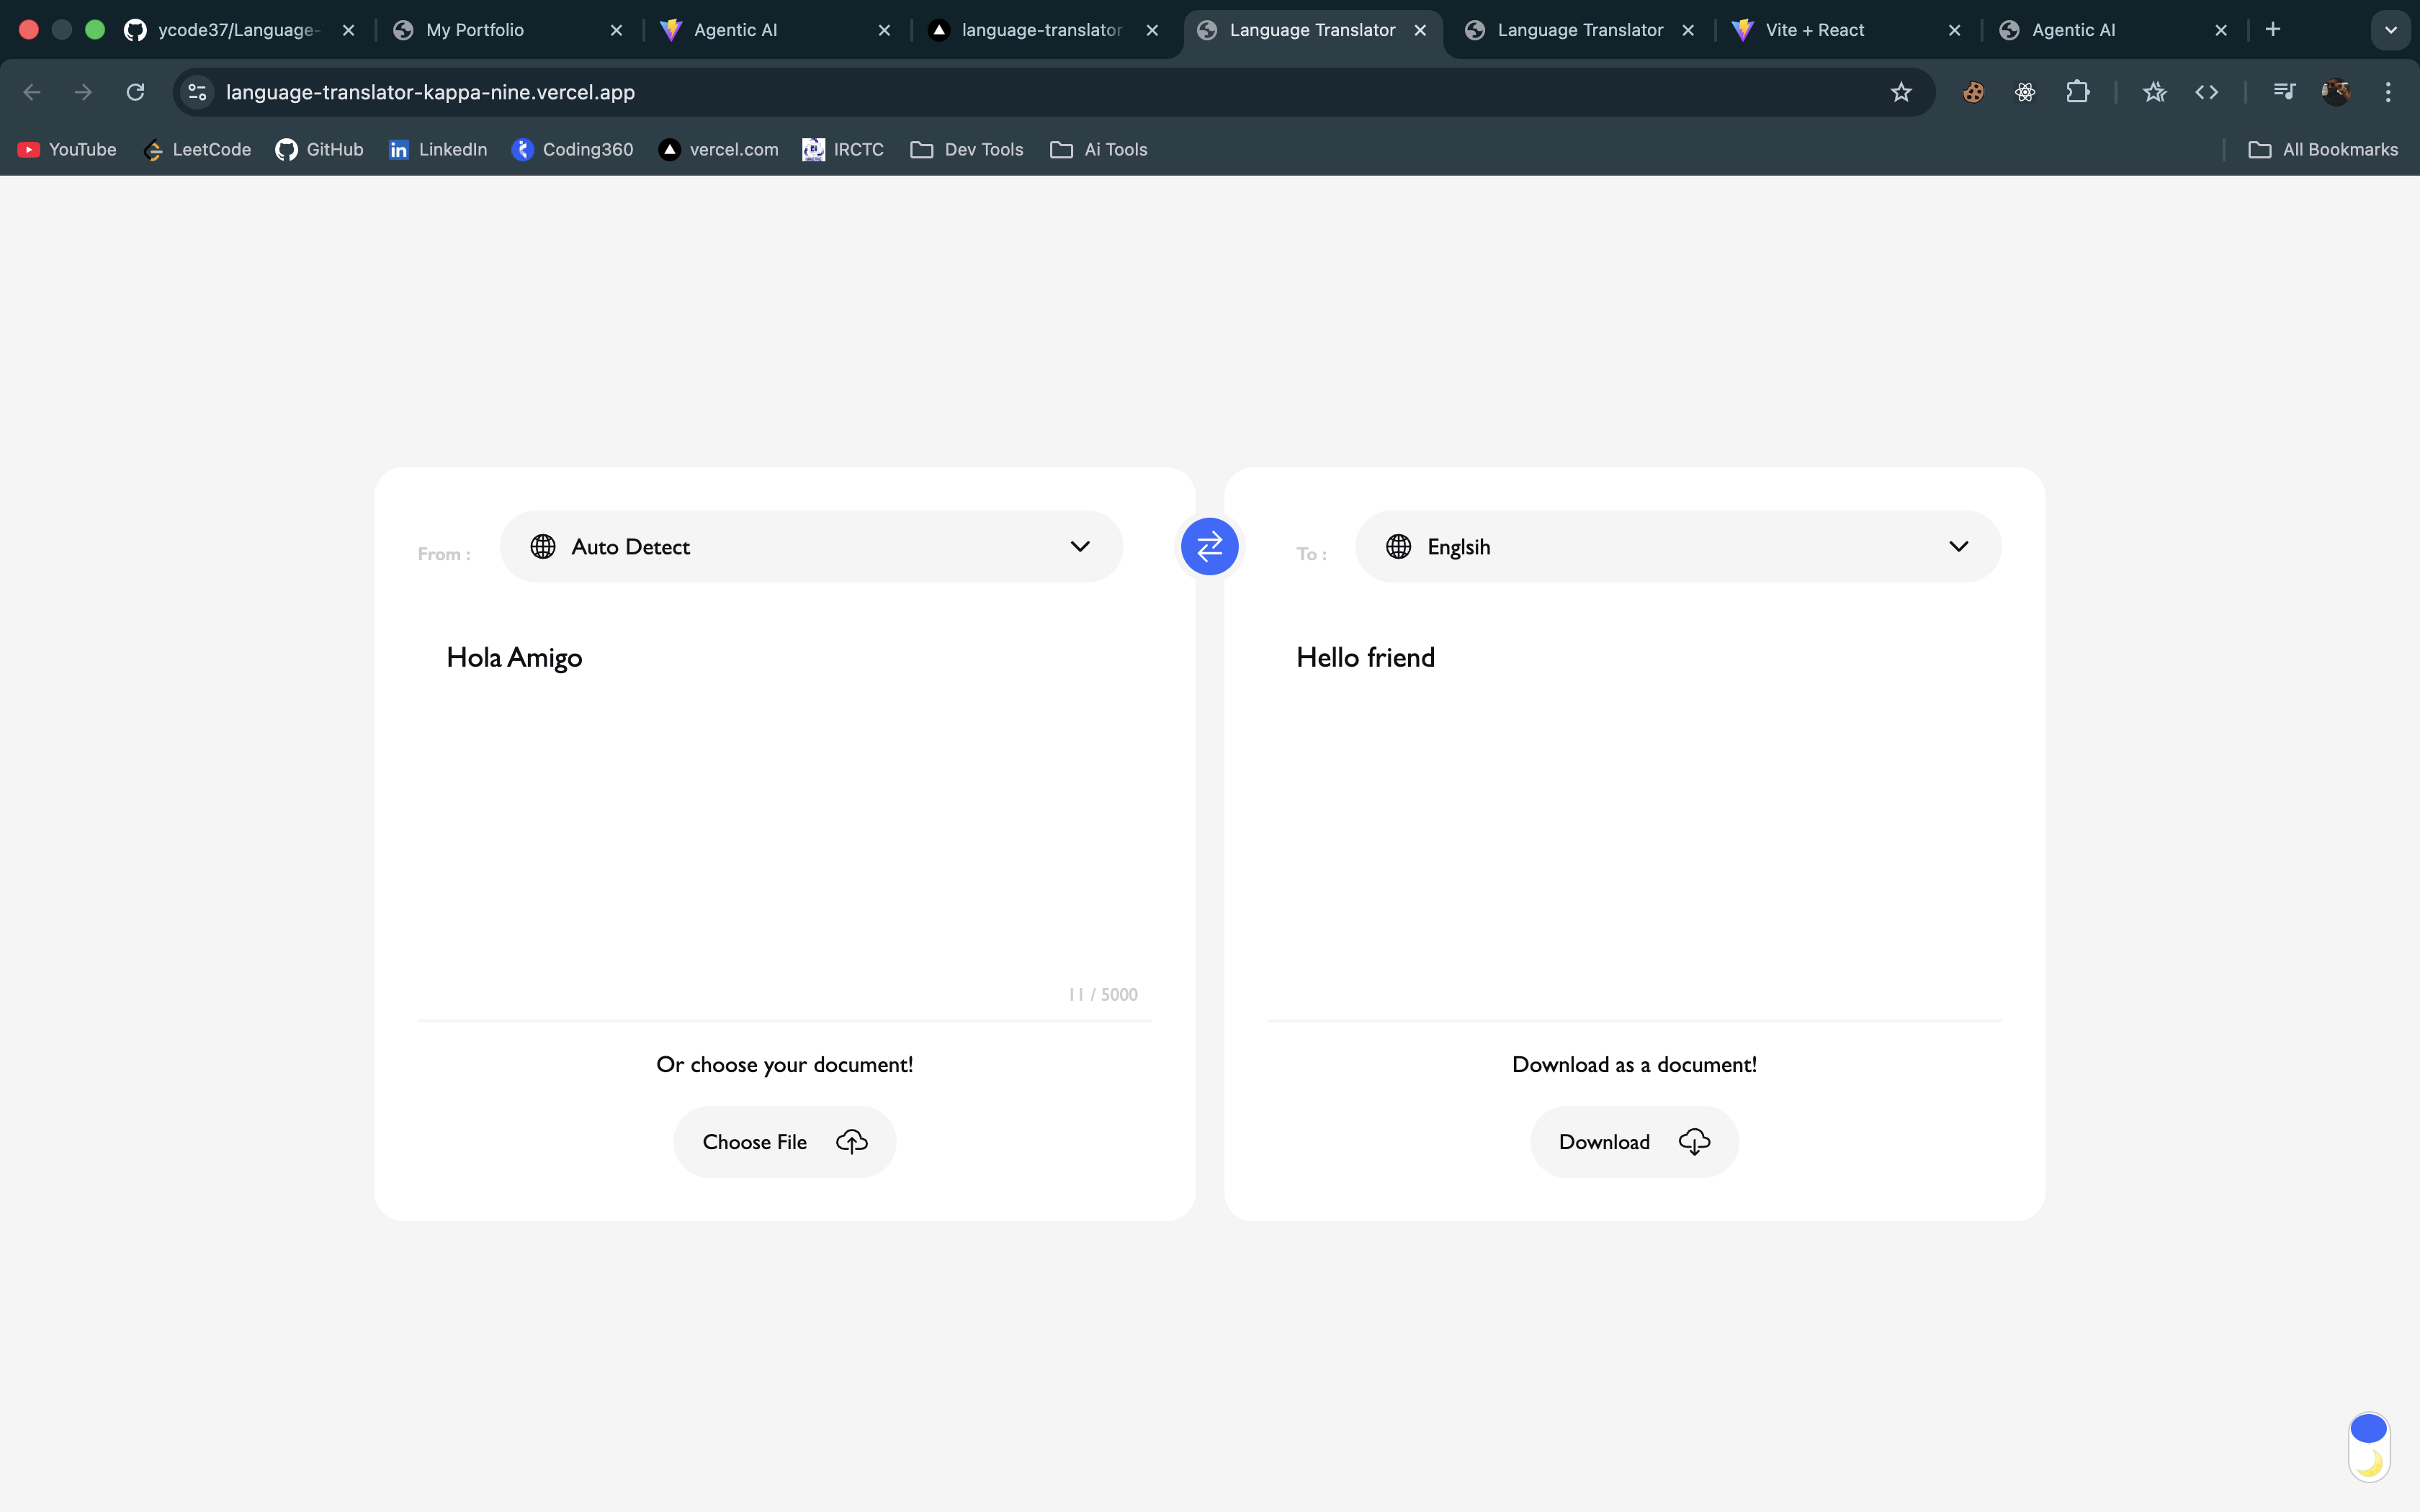 ycode37/Language-
My Portfolio
Agentic AI
language-translator
Language Translator
Language Translator
Vite + React
Agentic AI
language-translator-kappa-nine.vercel.app
YouTube
LeetCode
GitHub
LinkedIn
Coding360
vercel.com
IRCTC
Dev Tools
Ai Tools
All Bookmarks
From :
Auto Detect
To :
Englsih
Hola Amigo
Hello friend
11 / 5000
Or choose your document!
Download as a document!
Choose File
Download